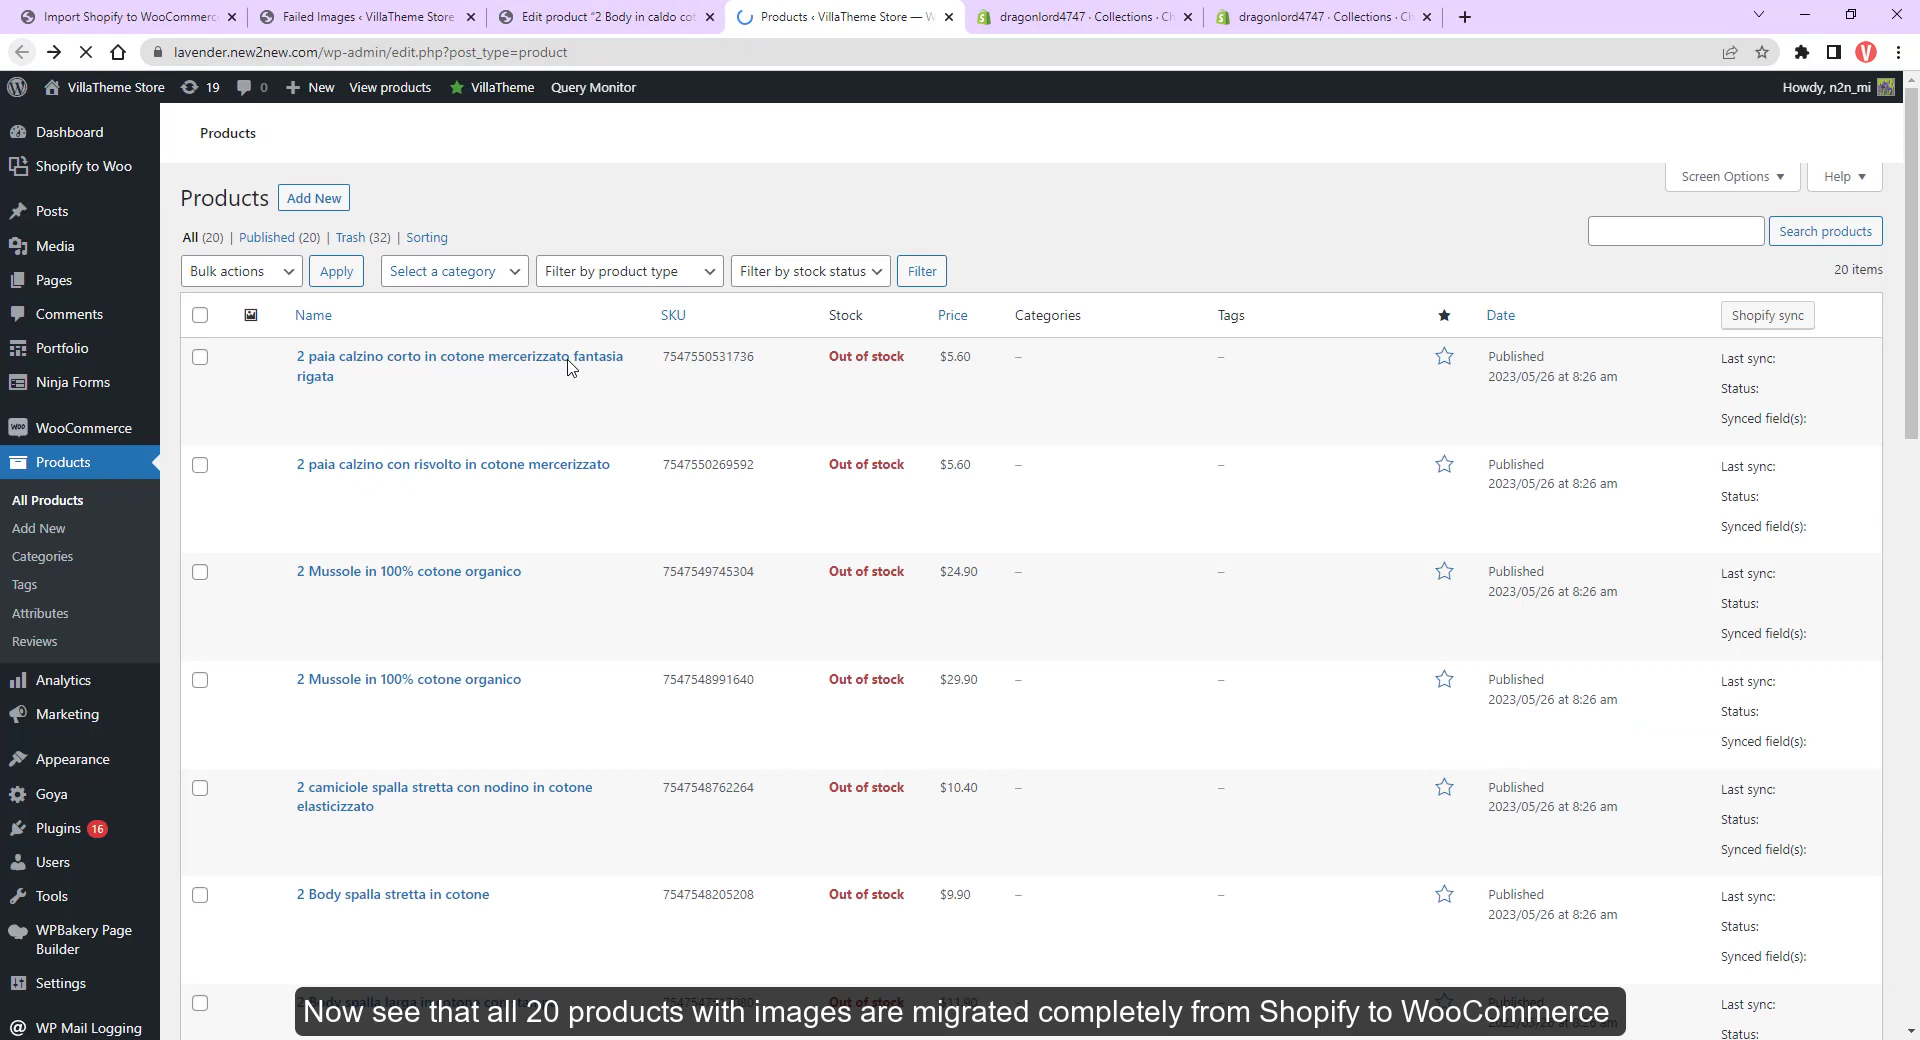 Import Shopify to WooCommerc
Failed Images ‹ VillaTheme Store
Edit product "2 Body in caldo cot
Products ‹ VillaTheme Store — W
dragonlord4747 · Collections · Ch
dragonlord4747 · Collections · Ch
lavender.new2new.com/wp-admin/edit.php?post_type=product
VillaTheme Store 19 0 New View products VillaTheme Query Monitor
Howdy, n2n_mi
Dashboard
Shopify to Woo
Posts
Media
Pages
Comments
Portfolio
Ninja Forms
WooCommerce
Products
All Products
Add New
Categories
Tags
Attributes
Reviews
Analytics
Marketing
Appearance
Goya
Plugins 16
Users
Tools
WPBakery Page
Builder
Settings
WP Mail Logging
Products
Screen Options Help
Products Add New
All (20) | Published (20) | Trash (32) | Sorting
Search products
Bulk actions Apply Select a category Filter by product type Filter by stock status Filter
20 items
Name SKU Stock Price Categories Tags ★ Date Shopify sync
2 paia calzino corto in cotone mercerizzato fantasia
rigata
7547550531736 Out of stock $5.60 – –
Published
2023/05/26 at 8:26 am
Last sync:
Status:
Synced field(s):
2 paia calzino con risvolto in cotone mercerizzato
7547550269592 Out of stock $5.60 – –
Published
2023/05/26 at 8:26 am
Last sync:
Status:
Synced field(s):
2 Mussole in 100% cotone organico
7547549745304 Out of stock $24.90 – –
Published
2023/05/26 at 8:26 am
Last sync:
Status:
Synced field(s):
2 Mussole in 100% cotone organico
7547548991640 Out of stock $29.90 – –
Published
2023/05/26 at 8:26 am
Last sync:
Status:
Synced field(s):
2 camiciole spalla stretta con nodino in cotone
elasticizzato
7547548762264 Out of stock $10.40 – –
Published
2023/05/26 at 8:26 am
Last sync:
Status:
Synced field(s):
2 Body spalla stretta in cotone
7547548205208 Out of stock $9.90 – –
Published
2023/05/26 at 8:26 am
Last sync:
Status:
Synced field(s):
Last sync:
Status:
Now see that all 20 products with images are migrated completely from Shopify to WooCommerce